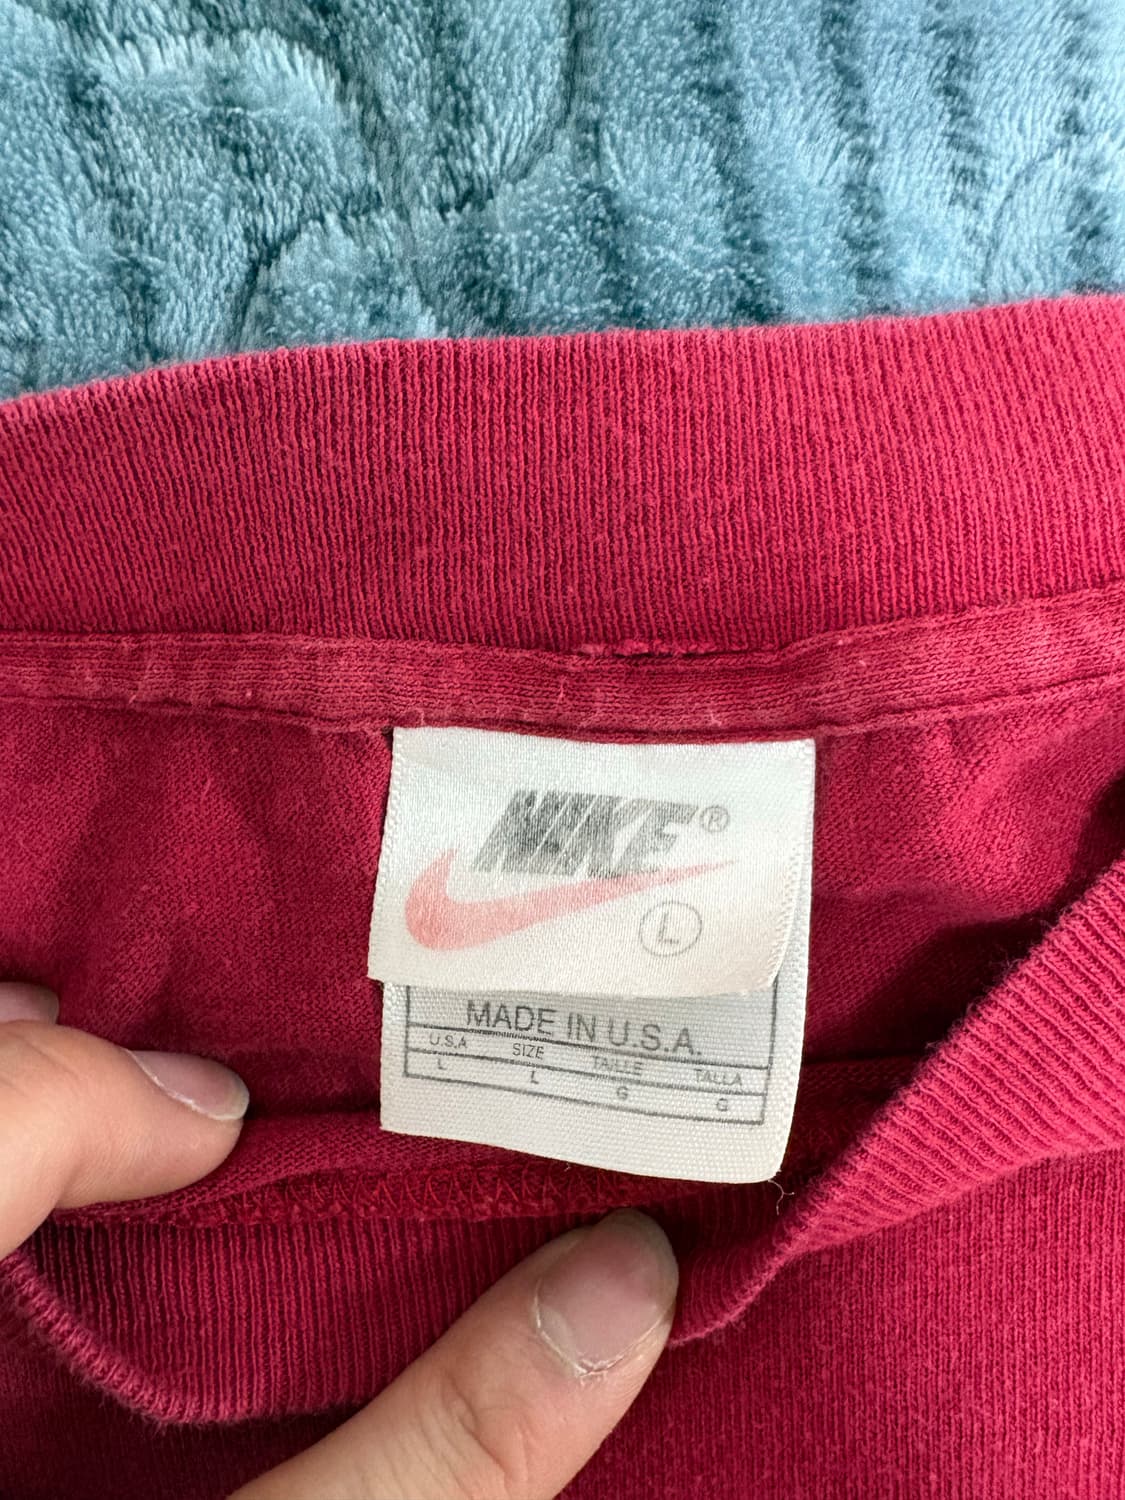 NIKE®
L
MADE IN U.S.A.
U.S.A SIZE TAILLE TALLA
L L G G